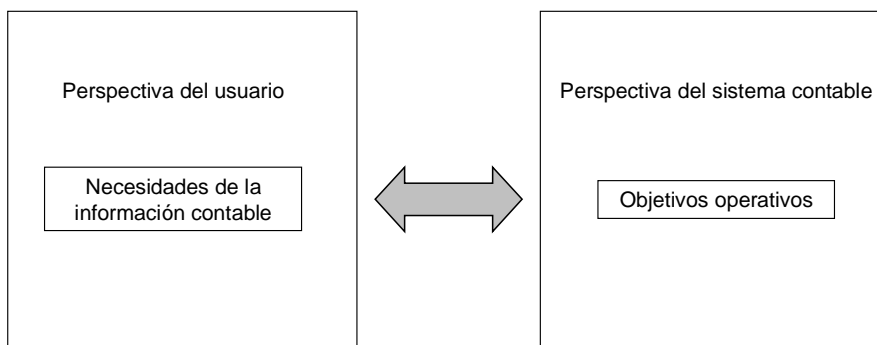 Perspectiva del usuario
Necesidades de la
información contable
Perspectiva del sistema contable
Objetivos operativos